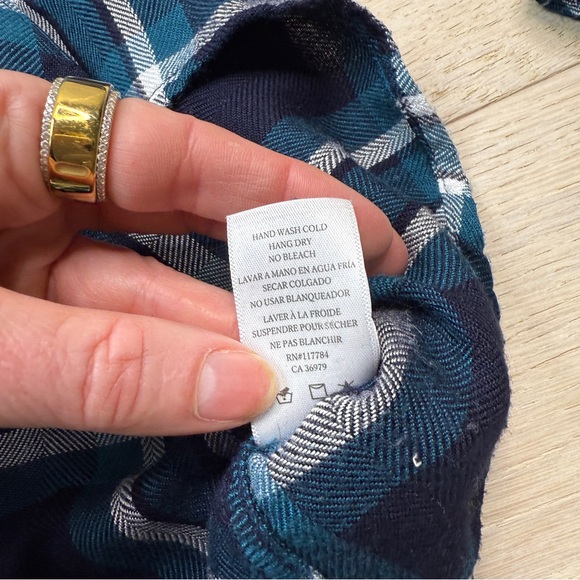 HAND WASH COLD
HANG DRY
NO BLEACH
LAVAR A MANO EN AGUA FRÍA
SECAR COLGADO
NO USAR BLANQUEADOR
LAVER À LA FROIDE
SUSPENDRE POUR SÉCHER
NE PAS BLANCHIR
RN#117784
CA 36979